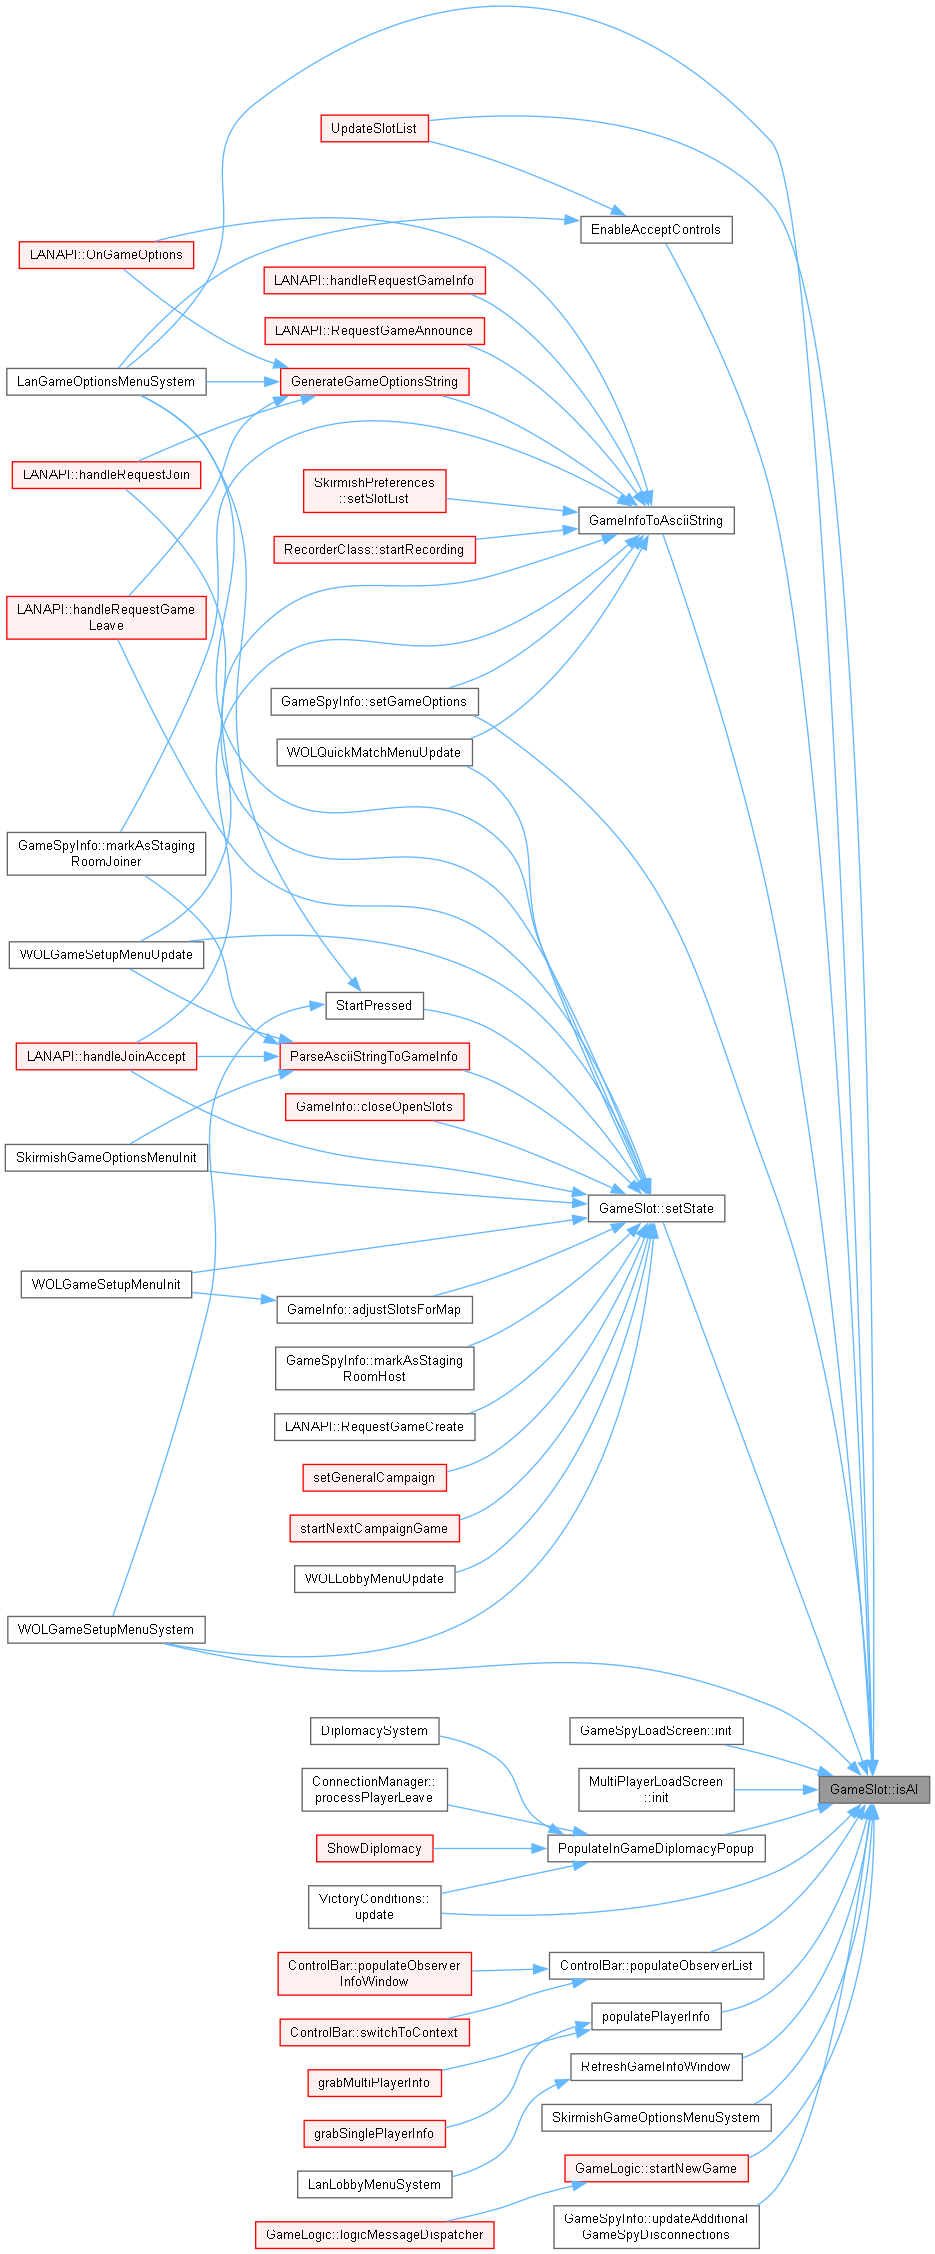 UpdateSlotList
EnableAcceptControls
LANAPI::OnGameOptions
LANAPI::handleRequestGameInfo
LANAPI::RequestGameAnnounce
LanGameOptionsMenuSystem
GenerateGameOptionsString
LANAPI::handleRequestJoin
SkirmishPreferences
::setSlotList
GameInfoToAsciiString
RecorderClass::startRecording
LANAPI::handleRequestGame
Leave
GameSpyInfo::setGameOptions
WOLQuickMatchMenuUpdate
GameSpyInfo::markAsStaging
RoomJoiner
WOLGameSetupMenuUpdate
StartPressed
LANAPI::handleJoinAccept
ParseAsciiStringToGameInfo
GameInfo::closeOpenSlots
SkirmishGameOptionsMenuInit
GameSlot::setState
WOLGameSetupMenuInit
GameInfo::adjustSlotsForMap
GameSpyInfo::markAsStaging
RoomHost
LANAPI::RequestGameCreate
setGeneralCampaign
startNextCampaignGame
WOLLobbyMenuUpdate
WOLGameSetupMenuSystem
DiplomacySystem
GameSpyLoadScreen::init
ConnectionManager::
processPlayerLeave
MultiPlayerLoadScreen
::init
GameSlot::isAI
ShowDiplomacy
PopulateInGameDiplomacyPopup
VictoryConditions::
update
ControlBar::populateObserver
InfoWindow
ControlBar::populateObserverList
ControlBar::switchToContext
populatePlayerInfo
grabMultiPlayerInfo
RefreshGameInfoWindow
grabSinglePlayerInfo
SkirmishGameOptionsMenuSystem
LanLobbyMenuSystem
GameLogic::startNewGame
GameLogic::logicMessageDispatcher
GameSpyInfo::updateAdditional
GameSpyDisconnections